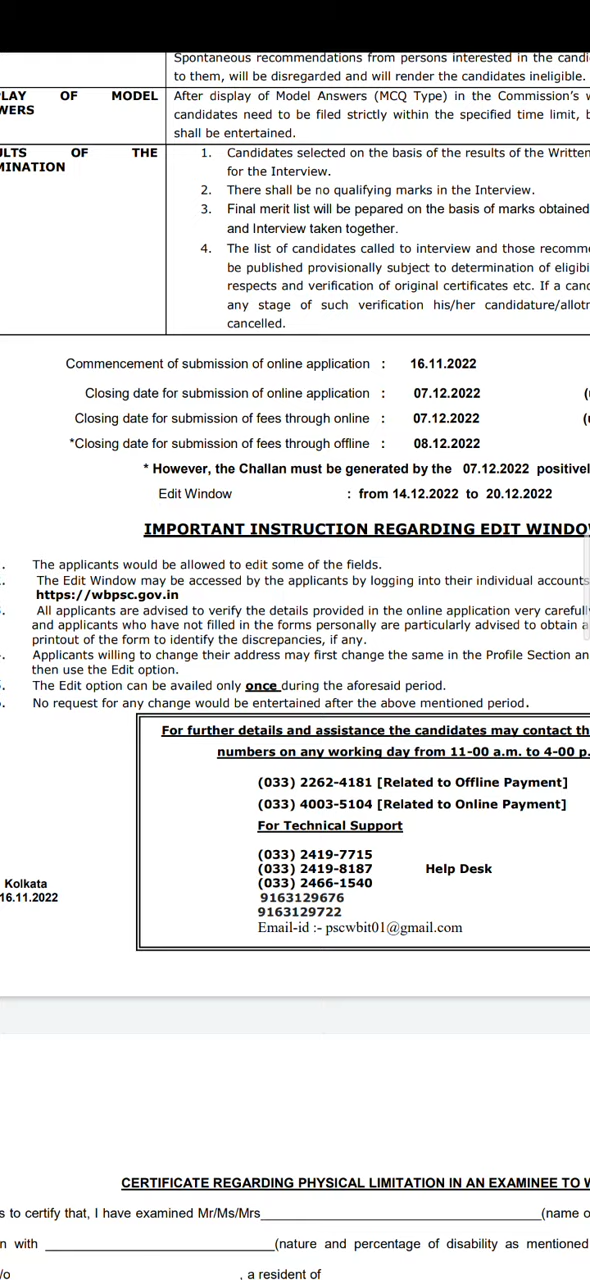 Spontaneous recommendations from persons interested in the candi
to them, will be disregarded and will render the candidates ineligible.
PLAY OF MODEL
WERS
After display of Model Answers (MCQ Type) in the Commission's w
candidates need to be filed strictly within the specified time limit, b
shall be entertained.
ULTS OF THE
MINATION
1. Candidates selected on the basis of the results of the Written
for the Interview.
2. There shall be no qualifying marks in the Interview.
3. Final merit list will be pepared on the basis of marks obtained
and Interview taken together.
4. The list of candidates called to interview and those recomme
be published provisionally subject to determination of eligibi
respects and verification of original certificates etc. If a cand
any stage of such verification his/her candidature/allotr
cancelled.
Commencement of submission of online application : 16.11.2022
Closing date for submission of online application : 07.12.2022 (
Closing date for submission of fees through online : 07.12.2022 (
*Closing date for submission of fees through offline : 08.12.2022
* However, the Challan must be generated by the 07.12.2022 positivel
Edit Window : from 14.12.2022 to 20.12.2022
IMPORTANT INSTRUCTION REGARDING EDIT WINDO
. The applicants would be allowed to edit some of the fields.
. The Edit Window may be accessed by the applicants by logging into their individual accounts
https://wbpsc.gov.in
. All applicants are advised to verify the details provided in the online application very carefull
and applicants who have not filled in the forms personally are particularly advised to obtain a
printout of the form to identify the discrepancies, if any.
. Applicants willing to change their address may first change the same in the Profile Section an
then use the Edit option.
. The Edit option can be availed only once during the aforesaid period.
. No request for any change would be entertained after the above mentioned period.
For further details and assistance the candidates may contact th
numbers on any working day from 11-00 a.m. to 4-00 p.
(033) 2262-4181 [Related to Offline Payment]
(033) 4003-5104 [Related to Online Payment]
For Technical Support
(033) 2419-7715
(033) 2419-8187 Help Desk
(033) 2466-1540
9163129676
9163129722
Email-id :- pscwbit01@gmail.com
Kolkata
16.11.2022
CERTIFICATE REGARDING PHYSICAL LIMITATION IN AN EXAMINEE TO W
s to certify that, I have examined Mr/Ms/Mrs (name o
n with (nature and percentage of disability as mentioned
/o , a resident of